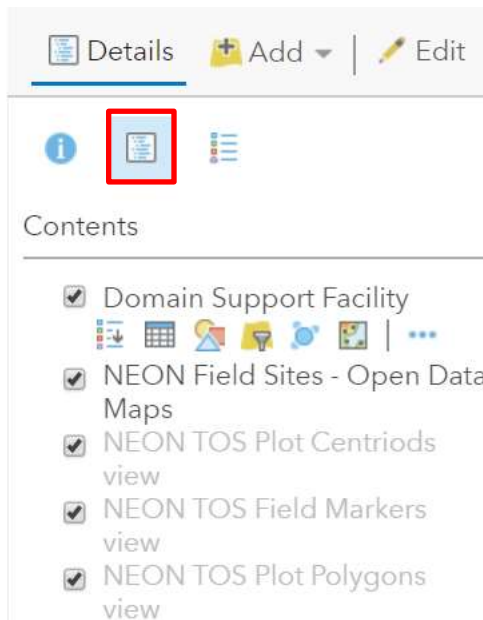 Details Add Edit
Contents
Domain Support Facility
NEON Field Sites - Open Data
Maps
NEON TOS Plot Centriods
view
NEON TOS Field Markers
view
NEON TOS Plot Polygons
view